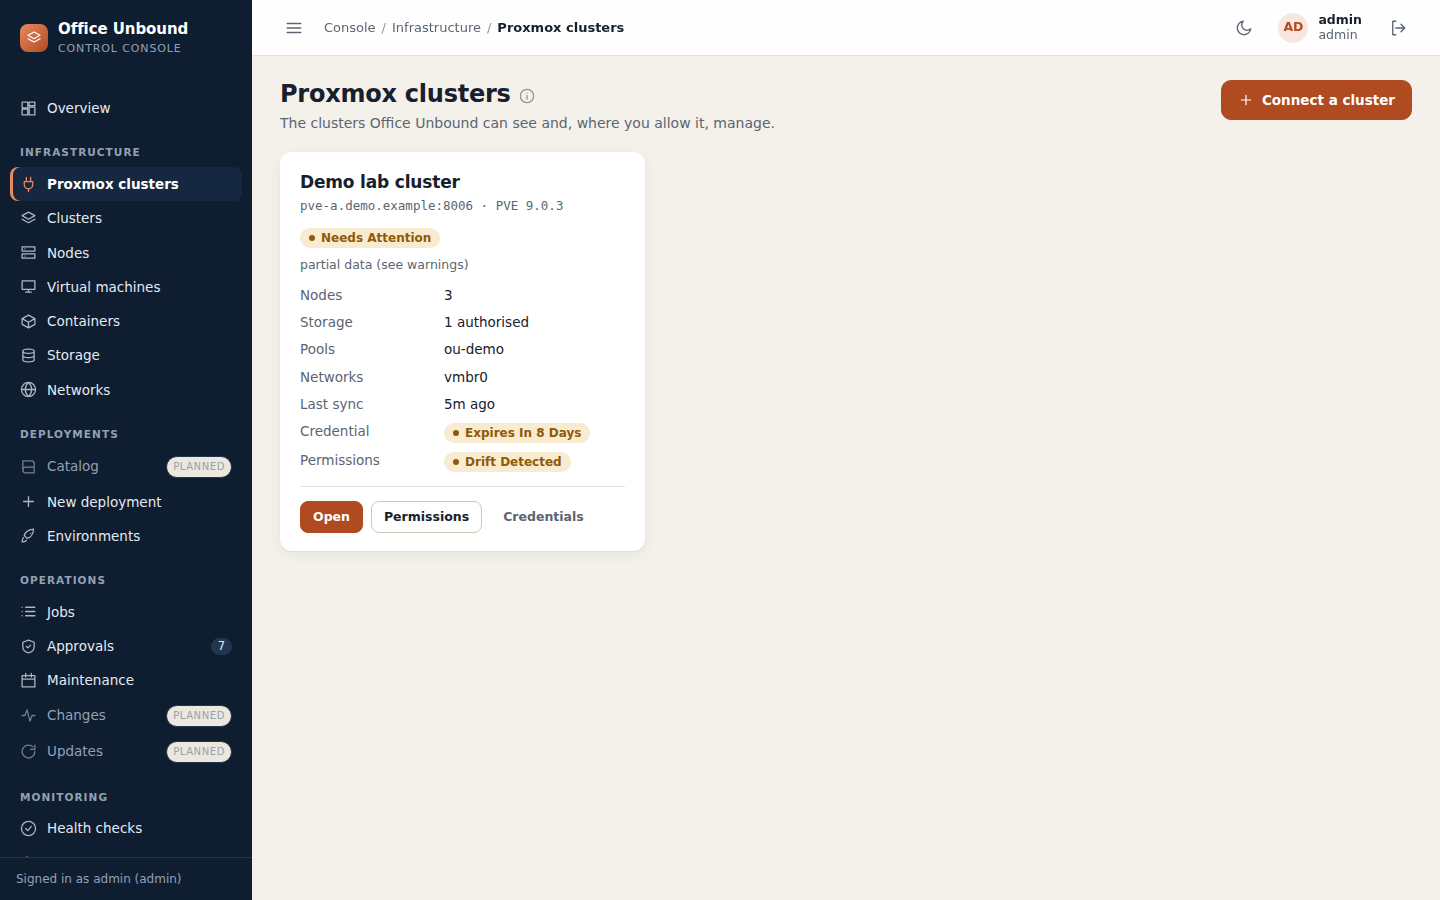 Office Unbound
CONTROL CONSOLE
Overview
INFRASTRUCTURE
Proxmox clusters
Clusters
Nodes
Virtual machines
Containers
Storage
Networks
DEPLOYMENTS
Catalog PLANNED
New deployment
Environments
OPERATIONS
Jobs
Approvals 7
Maintenance
Changes PLANNED
Updates PLANNED
MONITORING
Health checks
Signed in as admin (admin)
Console / Infrastructure / Proxmox clusters
AD
admin
admin
Proxmox clusters
The clusters Office Unbound can see and, where you allow it, manage.
Connect a cluster
Demo lab cluster
pve-a.demo.example:8006 · PVE 9.0.3
Needs Attention
partial data (see warnings)
Nodes 3
Storage 1 authorised
Pools ou-demo
Networks vmbr0
Last sync 5m ago
Credential Expires In 8 Days
Permissions Drift Detected
Open Permissions Credentials